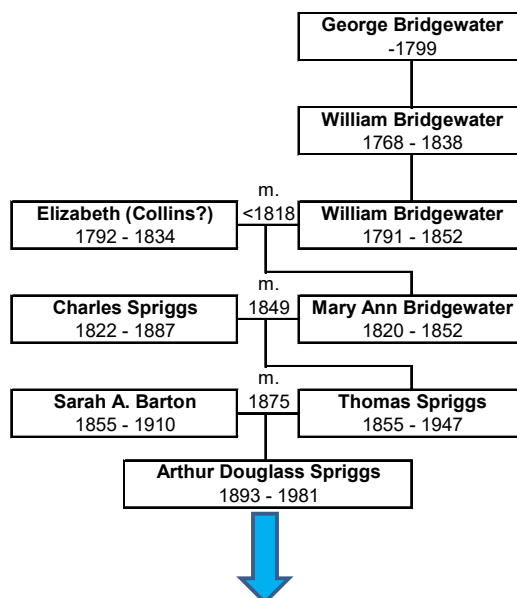 George Bridgewater
-1799
William Bridgewater
1768 - 1838
m.
<1818
Elizabeth (Collins?)
1792 - 1834
William Bridgewater
1791 - 1852
m.
1849
Charles Spriggs
1822 - 1887
Mary Ann Bridgewater
1820 - 1852
m.
1875
Sarah A. Barton
1855 - 1910
Thomas Spriggs
1855 - 1947
Arthur Douglass Spriggs
1893 - 1981